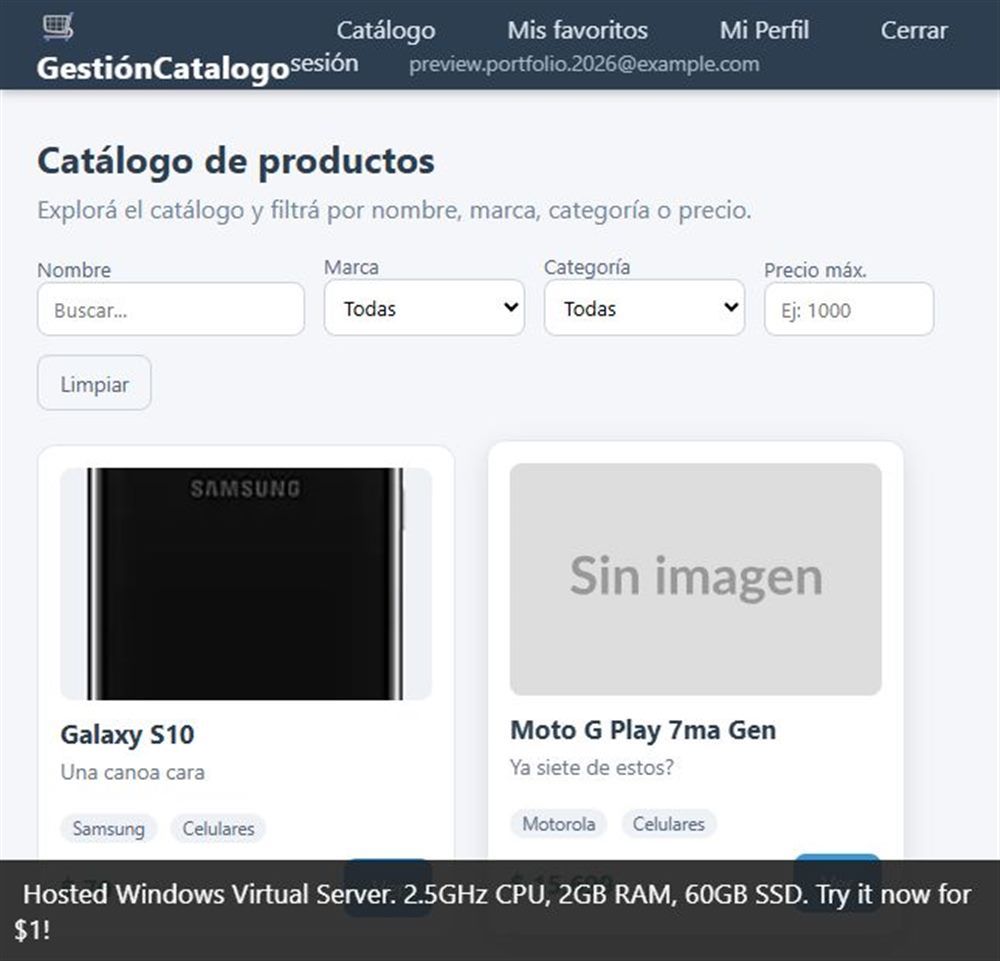 Catálogo Mis favoritos Mi Perfil Cerrar
GestiónCatalogo sesión preview.portfolio.2026@example.com
Catálogo de productos
Explorá el catálogo y filtrá por nombre, marca, categoría o precio.
Nombre Marca Categoría Precio máx.
Buscar... Todas Todas Ej: 1000
Limpiar
SAMSUNG
Sin imagen
Galaxy S10
Una canoa cara
Samsung Celulares
Moto G Play 7ma Gen
Ya siete de estos?
Motorola Celulares
Hosted Windows Virtual Server. 2.5GHz CPU, 2GB RAM, 60GB SSD. Try it now for
$1!